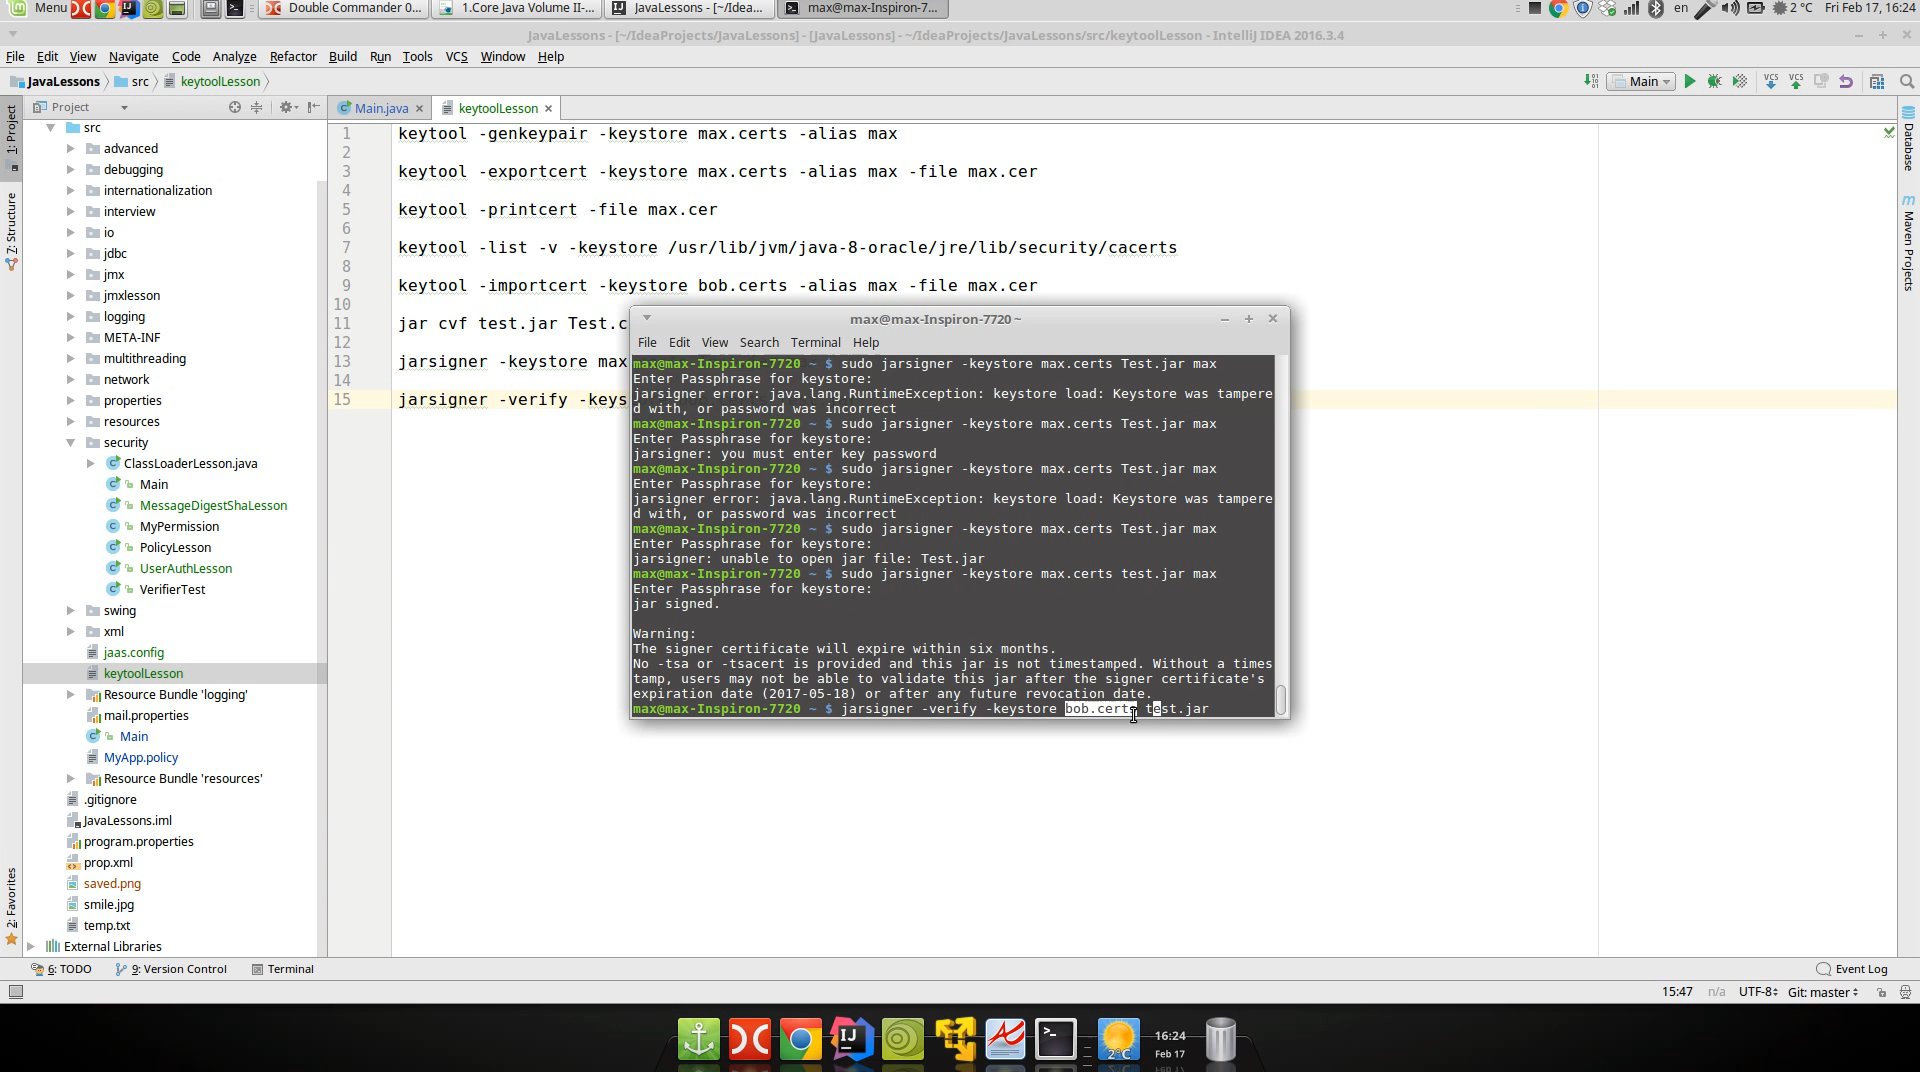 Menu
Double Commander 0...
1.Core Java Volume II-...
JavaLessons - [~/Idea...
max@max-Inspiron-7...
en
2 °C
Fri Feb 17, 16:24
JavaLessons - [~/IdeaProjects/JavaLessons] - [JavaLessons] - ~/IdeaProjects/JavaLessons/src/keytoolLesson - IntelliJ IDEA 2016.3.4
File Edit View Navigate Code Analyze Refactor Build Run Tools VCS Window Help
JavaLessons src keytoolLesson
Main
VCS VCS
Project
Main.java
keytoolLesson
1: Project
7: Structure
2: Favorites
Database
Maven Projects
src
advanced
debugging
internationalization
interview
io
jdbc
jmx
jmxlesson
logging
META-INF
multithreading
network
properties
resources
security
ClassLoaderLesson.java
Main
MessageDigestShaLesson
MyPermission
PolicyLesson
UserAuthLesson
VerifierTest
swing
xml
jaas.config
keytoolLesson
Resource Bundle 'logging'
mail.properties
Main
MyApp.policy
Resource Bundle 'resources'
.gitignore
JavaLessons.iml
program.properties
prop.xml
saved.png
smile.jpg
temp.txt
External Libraries
1 keytool -genkeypair -keystore max.certs -alias max
2
3 keytool -exportcert -keystore max.certs -alias max -file max.cer
4
5 keytool -printcert -file max.cer
6
7 keytool -list -v -keystore /usr/lib/jvm/java-8-oracle/jre/lib/security/cacerts
8
9 keytool -importcert -keystore bob.certs -alias max -file max.cer
10
11 jar cvf test.jar Test.c
12
13 jarsigner -keystore max
14
15 jarsigner -verify -keys
max@max-Inspiron-7720 ~
File Edit View Search Terminal Help
max@max-Inspiron-7720 ~ $ sudo jarsigner -keystore max.certs Test.jar max
Enter Passphrase for keystore:
jarsigner error: java.lang.RuntimeException: keystore load: Keystore was tampere
d with, or password was incorrect
max@max-Inspiron-7720 ~ $ sudo jarsigner -keystore max.certs Test.jar max
Enter Passphrase for keystore:
jarsigner: you must enter key password
max@max-Inspiron-7720 ~ $ sudo jarsigner -keystore max.certs Test.jar max
Enter Passphrase for keystore:
jarsigner error: java.lang.RuntimeException: keystore load: Keystore was tampere
d with, or password was incorrect
max@max-Inspiron-7720 ~ $ sudo jarsigner -keystore max.certs Test.jar max
Enter Passphrase for keystore:
jarsigner: unable to open jar file: Test.jar
max@max-Inspiron-7720 ~ $ sudo jarsigner -keystore max.certs test.jar max
Enter Passphrase for keystore:
jar signed.
Warning:
The signer certificate will expire within six months.
No -tsa or -tsacert is provided and this jar is not timestamped. Without a times
tamp, users may not be able to validate this jar after the signer certificate's
expiration date (2017-05-18) or after any future revocation date.
max@max-Inspiron-7720 ~ $ jarsigner -verify -keystore bob.certs test.jar
6: TODO
9: Version Control
Terminal
Event Log
15:47 n/a UTF-8 Git: master
IJ
2°C
16:24
Feb 17